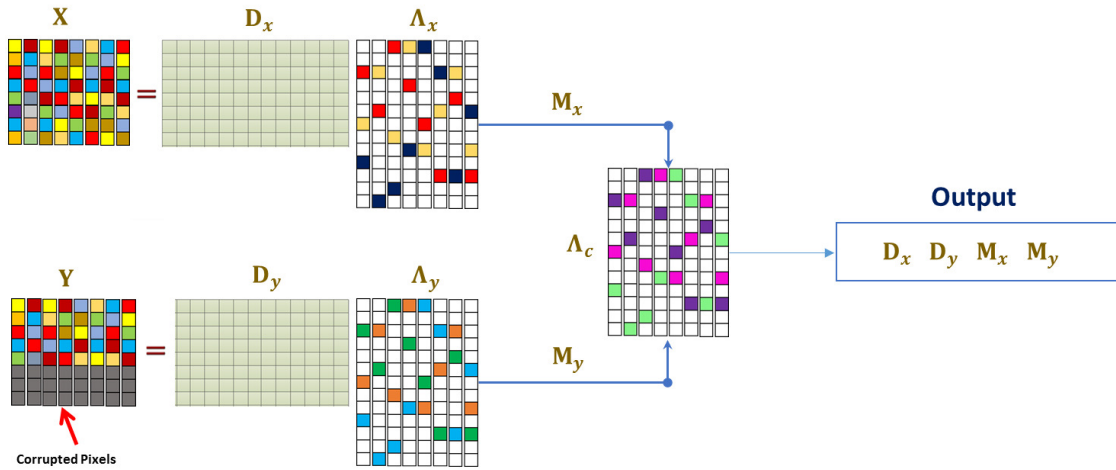 X D_x Λ_x
=
M_x
Output
Λ_c
D_x D_y M_x M_y
Y D_y Λ_y
=
M_y
Corrupted Pixels